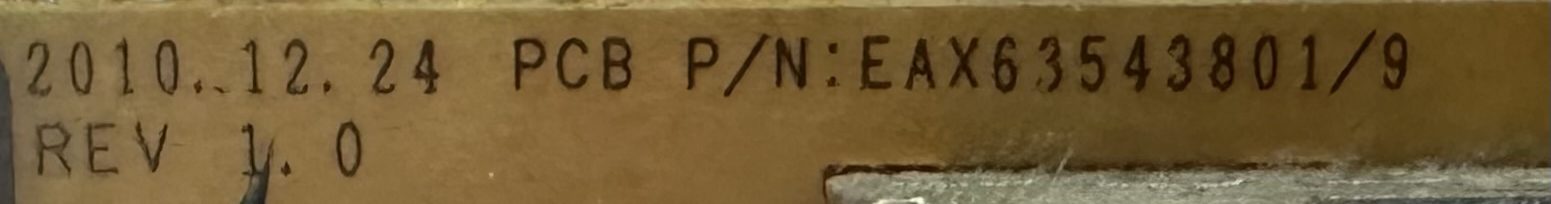 2010.12.24 PCB P/N:EAX63543801/9
REV 1.0